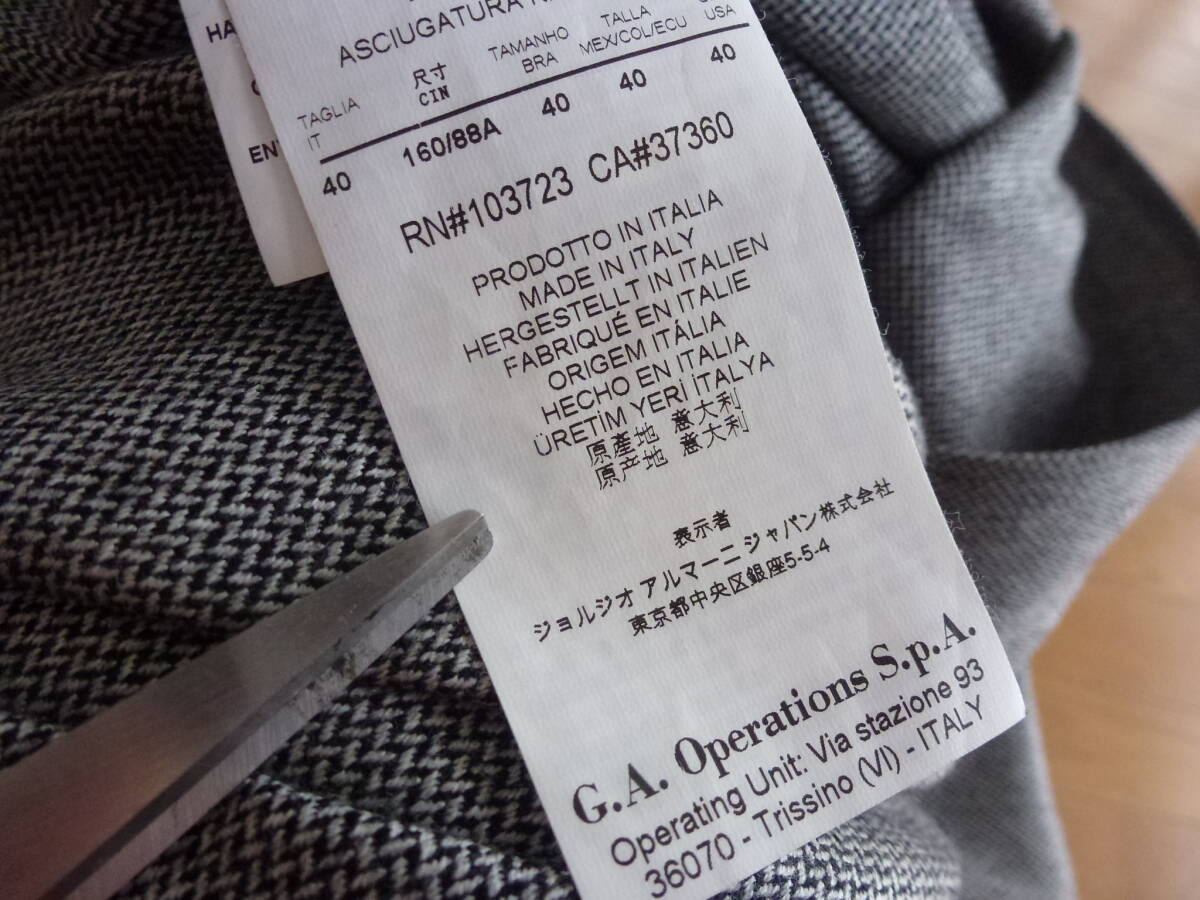 HA
EN
ASCIUGATURA
TAGLIA
IT
尺寸
CIN
TAMANHO
BRA
TALLA
MEX/COL/ECU
USA
40
160/88A
40
40
40
RN#103723 CA#37360
PRODOTTO IN ITALIA
MADE IN ITALY
HERGESTELLT IN ITALIEN
FABRIQUÉ EN ITALIE
ORIGEM ITÁLIA
HECHO EN ITALIA
ÜRETİM YERİ İTALYA
原產地 意大利
原产地 意大利
表示者
ジョルジオ アルマーニ ジャパン株式会社
東京都中央区銀座5-5-4
G.A. Operations S.p.A.
Operating Unit: Via stazione 93
36070 - Trissino (VI) - ITALY